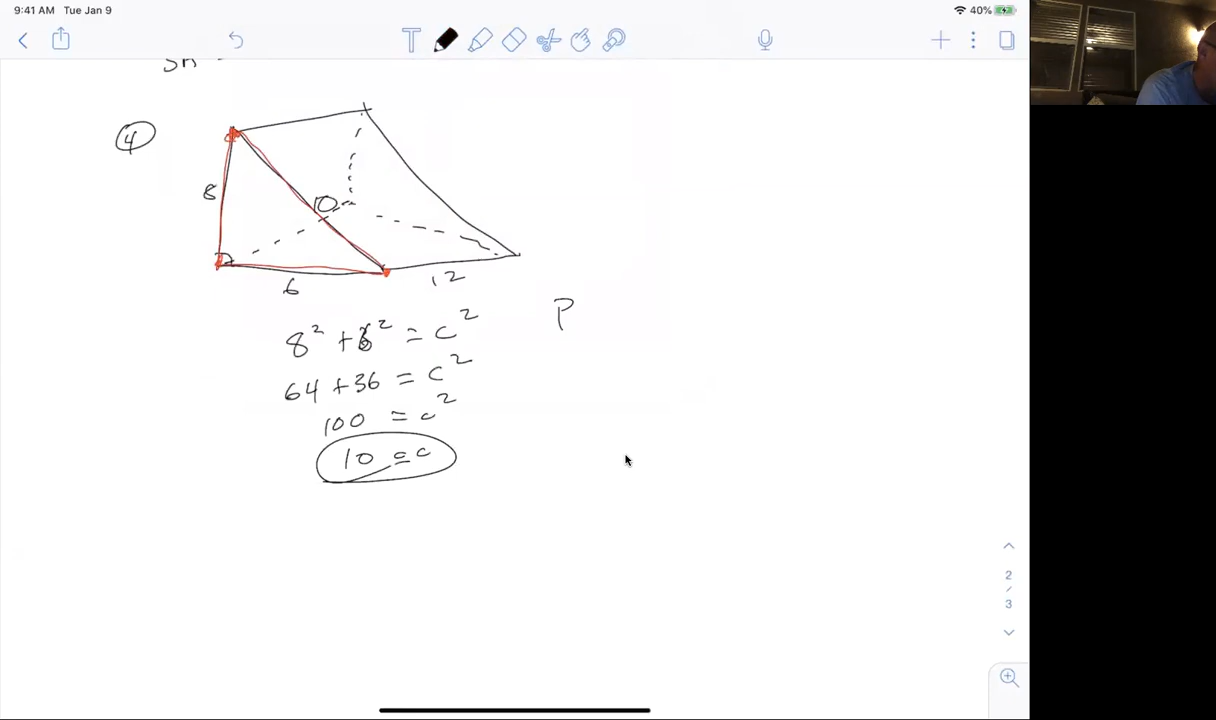 9:41 AM Tue Jan 9
40%
T
SA =
4
8
10
6
12
P
8² + 6² = c²
64 + 36 = c²
100 = c²
10 = c
2
/
3